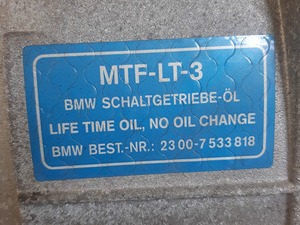 MTF-LT-3
BMW SCHALTGETRIEBE-ÖL
LIFE TIME OIL, NO OIL CHANGE
BMW BEST.-NR.: 23 00-7 533 818